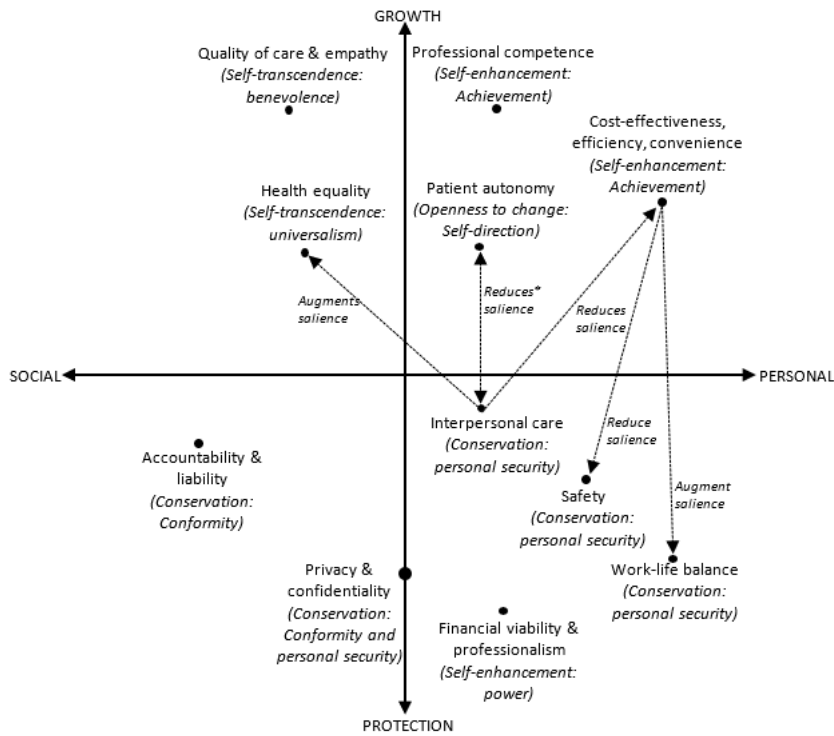 GROWTH
Quality of care & empathy
(Self-transcendence:
benevolence)
Professional competence
(Self-enhancement:
Achievement)
Cost-effectiveness,
efficiency, convenience
(Self-enhancement:
Achievement)
Health equality
(Self-transcendence:
universalism)
Patient autonomy
(Openness to change:
Self-direction)
Augments
salience
Reduces*
salience
Reduces
salience
SOCIAL
PERSONAL
Interpersonal care
(Conservation:
personal security)
Reduce
salience
Accountability &
liability
(Conservation:
Conformity)
Safety
(Conservation:
personal security)
Augment
salience
Work-life balance
(Conservation:
personal security)
Privacy &
confidentiality
(Conservation:
Conformity and
personal security)
Financial viability &
professionalism
(Self-enhancement:
power)
PROTECTION